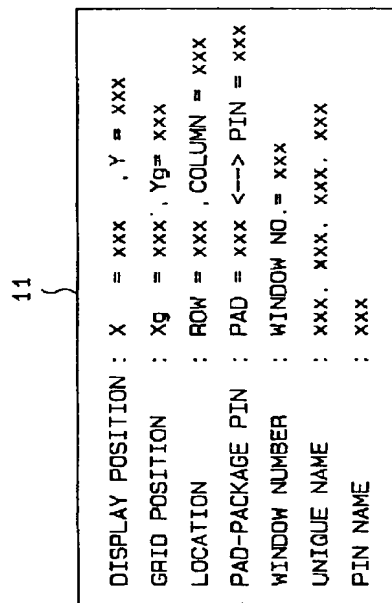 11
DISPLAY POSITION : X = xxx , Y = xxx
GRID POSITION : Xg = xxx , Yg= xxx
LOCATION : ROW = xxx , COLUMN = xxx
PAD-PACKAGE PIN : PAD = xxx <--> PIN = xxx
WINDOW NUMBER : WINDOW NO. = xxx
UNIQUE NAME : xxx. xxx. xxx. xxx
PIN NAME : xxx